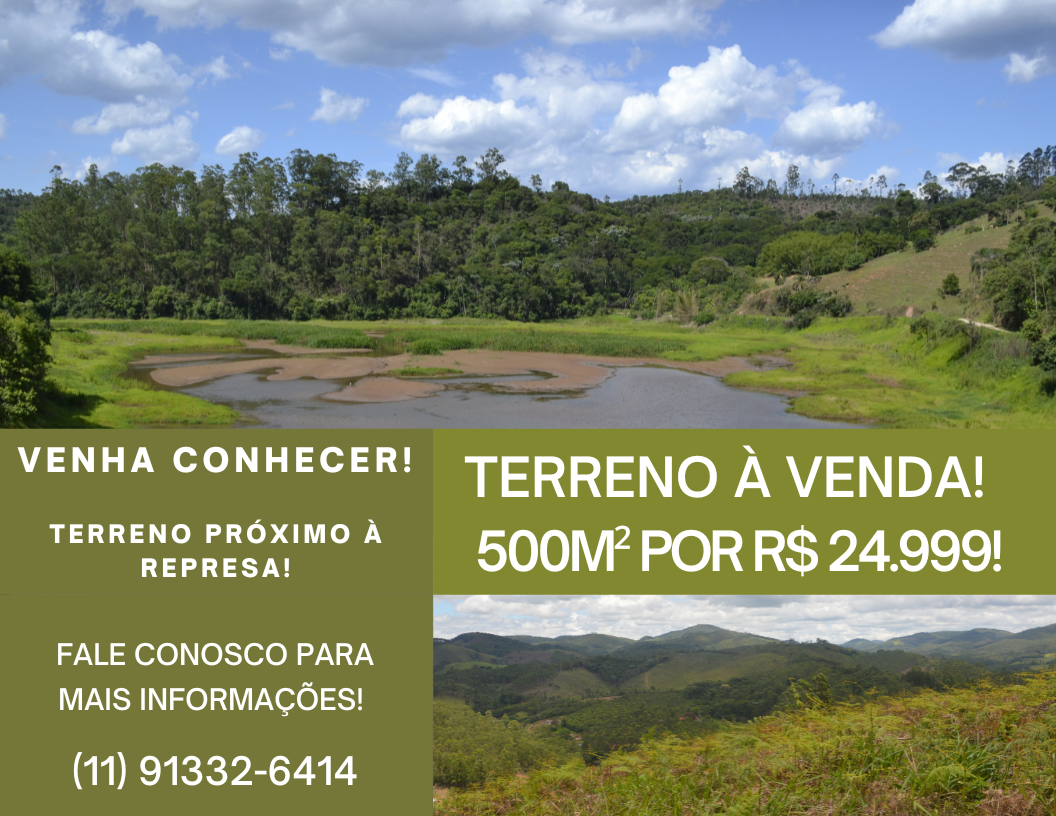 VENHA CONHECER!
TERRENO PRÓXIMO À
REPRESA!
TERRENO À VENDA!
500M² POR R$ 24.999!
FALE CONOSCO PARA
MAIS INFORMAÇÕES!
(11) 91332-6414